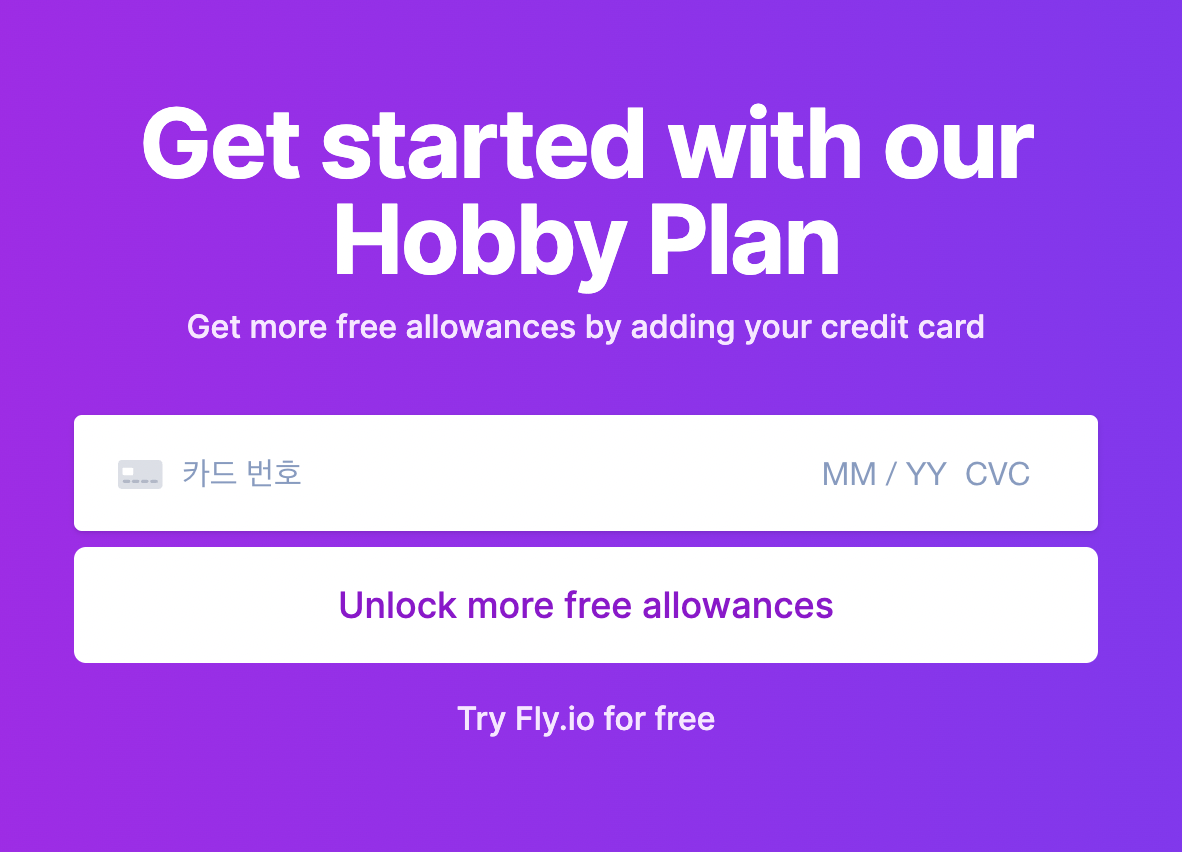 Get started with our
Hobby Plan
Get more free allowances by adding your credit card
카드 번호 MM / YY CVC
Unlock more free allowances
Try Fly.io for free